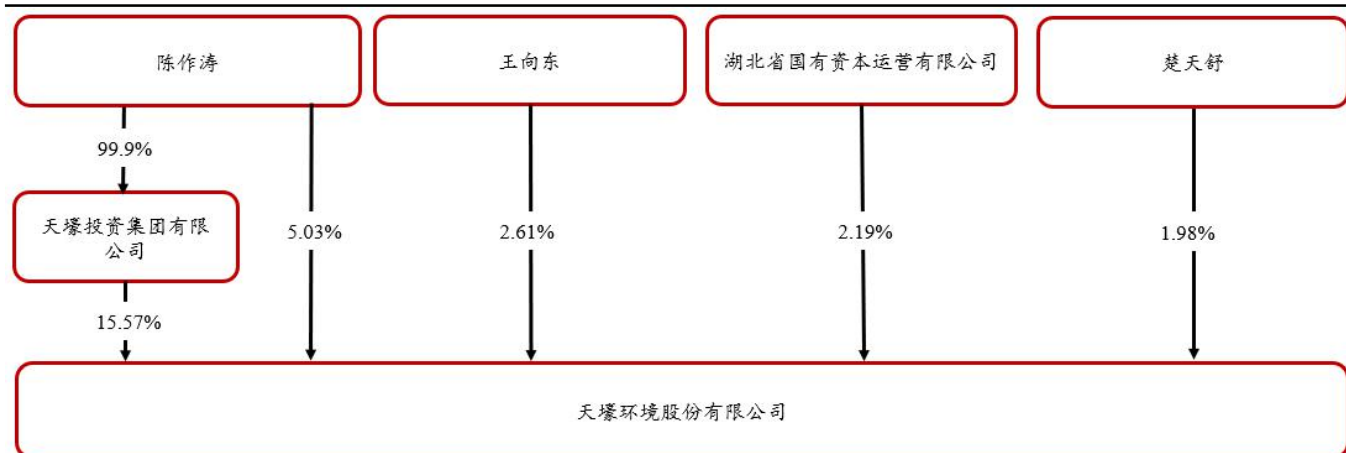 陈作涛
王向东
湖北省国有资本运营有限公司
楚天舒
99.9%
天壕投资集团有限
公司
5.03%
2.61%
2.19%
1.98%
15.57%
天壕环境股份有限公司